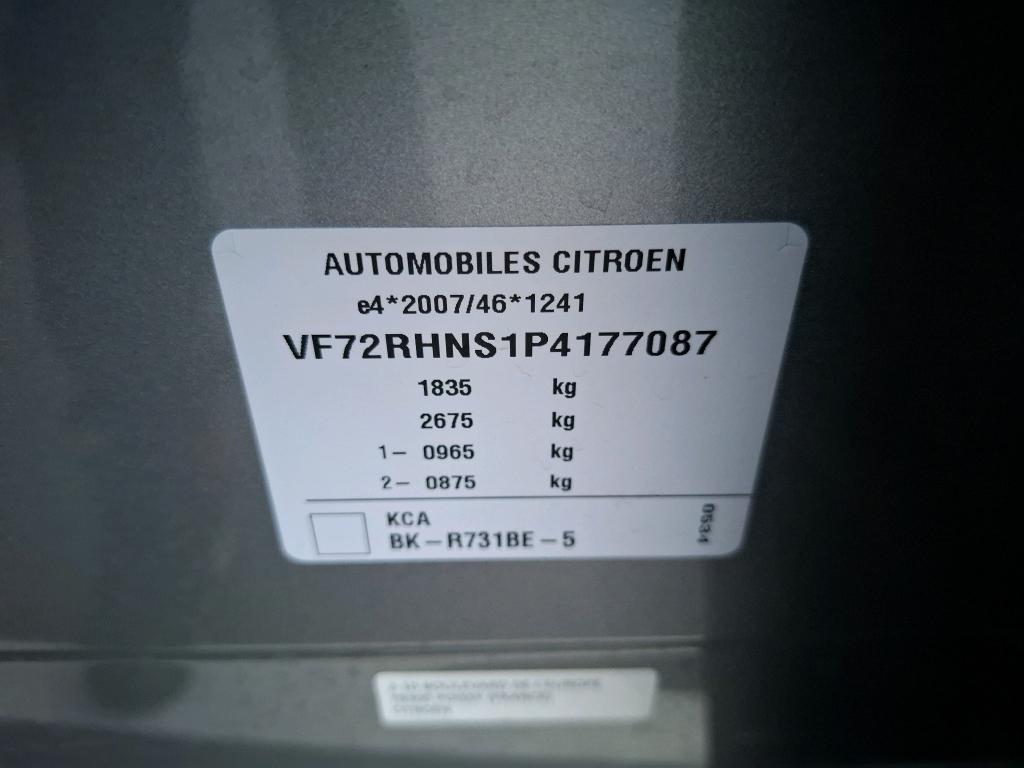 AUTOMOBILES CITROEN
e4*2007/46*1241
VF72RHNS1P4177087
1835 kg
2675 kg
1- 0965 kg
2- 0875 kg
KCA
BK-R731BE-5
0534
CITROEN